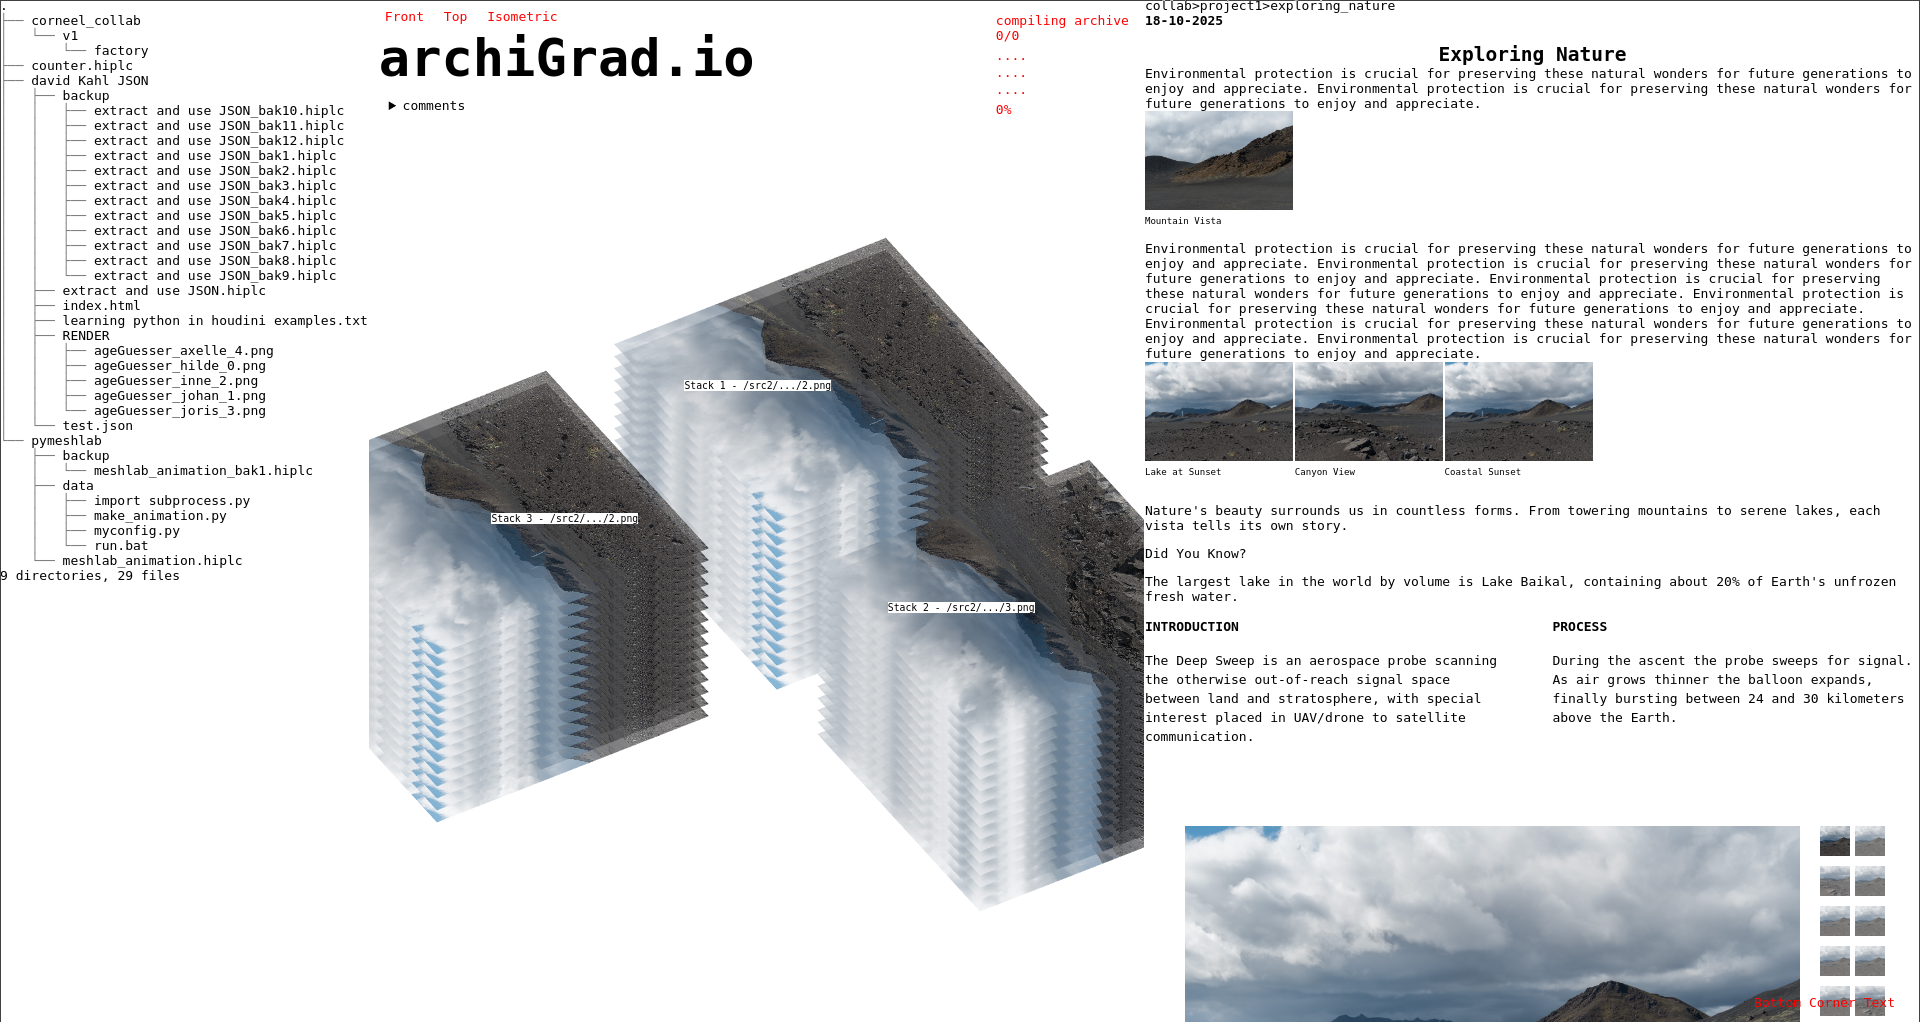 .
├── corneel_collab
│   └── v1
│       └── factory
├── counter.hiplc
├── david Kahl JSON
│   ├── backup
│   │   ├── extract and use JSON_bak10.hiplc
│   │   ├── extract and use JSON_bak11.hiplc
│   │   ├── extract and use JSON_bak12.hiplc
│   │   ├── extract and use JSON_bak1.hiplc
│   │   ├── extract and use JSON_bak2.hiplc
│   │   ├── extract and use JSON_bak3.hiplc
│   │   ├── extract and use JSON_bak4.hiplc
│   │   ├── extract and use JSON_bak5.hiplc
│   │   ├── extract and use JSON_bak6.hiplc
│   │   ├── extract and use JSON_bak7.hiplc
│   │   ├── extract and use JSON_bak8.hiplc
│   │   └── extract and use JSON_bak9.hiplc
│   ├── extract and use JSON.hiplc
│   ├── index.html
│   ├── learning python in houdini examples.txt
│   ├── RENDER
│   │   ├── ageGuesser_axelle_4.png
│   │   ├── ageGuesser_hilde_0.png
│   │   ├── ageGuesser_inne_2.png
│   │   ├── ageGuesser_johan_1.png
│   │   └── ageGuesser_joris_3.png
│   └── test.json
└── pymeshlab
    ├── backup
    │   └── meshlab_animation_bak1.hiplc
    ├── data
    │   ├── import subprocess.py
    │   ├── make_animation.py
    │   ├── myconfig.py
    │   └── run.bat
    └── meshlab_animation.hiplc
9 directories, 29 files
Front Top Isometric
archiGrad.io
▶ comments
compiling archive
0/0
....
....
....
0%
Stack 1 - /src2/.../2.png
Stack 3 - /src2/.../2.png
Stack 2 - /src2/.../3.png
collab>project1>exploring_nature
18-10-2025
Exploring Nature
Environmental protection is crucial for preserving these natural wonders for future generations to
enjoy and appreciate. Environmental protection is crucial for preserving these natural wonders for
future generations to enjoy and appreciate.
Mountain Vista
Environmental protection is crucial for preserving these natural wonders for future generations to
enjoy and appreciate. Environmental protection is crucial for preserving these natural wonders for
future generations to enjoy and appreciate. Environmental protection is crucial for preserving
these natural wonders for future generations to enjoy and appreciate. Environmental protection is
crucial for preserving these natural wonders for future generations to enjoy and appreciate.
Environmental protection is crucial for preserving these natural wonders for future generations to
enjoy and appreciate. Environmental protection is crucial for preserving these natural wonders for
future generations to enjoy and appreciate.
Lake at Sunset
Canyon View
Coastal Sunset
Nature's beauty surrounds us in countless forms. From towering mountains to serene lakes, each
vista tells its own story.
Did You Know?
The largest lake in the world by volume is Lake Baikal, containing about 20% of Earth's unfrozen
fresh water.
INTRODUCTION
The Deep Sweep is an aerospace probe scanning
the otherwise out-of-reach signal space
between land and stratosphere, with special
interest placed in UAV/drone to satellite
communication.
PROCESS
During the ascent the probe sweeps for signal.
As air grows thinner the balloon expands,
finally bursting between 24 and 30 kilometers
above the Earth.
Bottom Corner Text